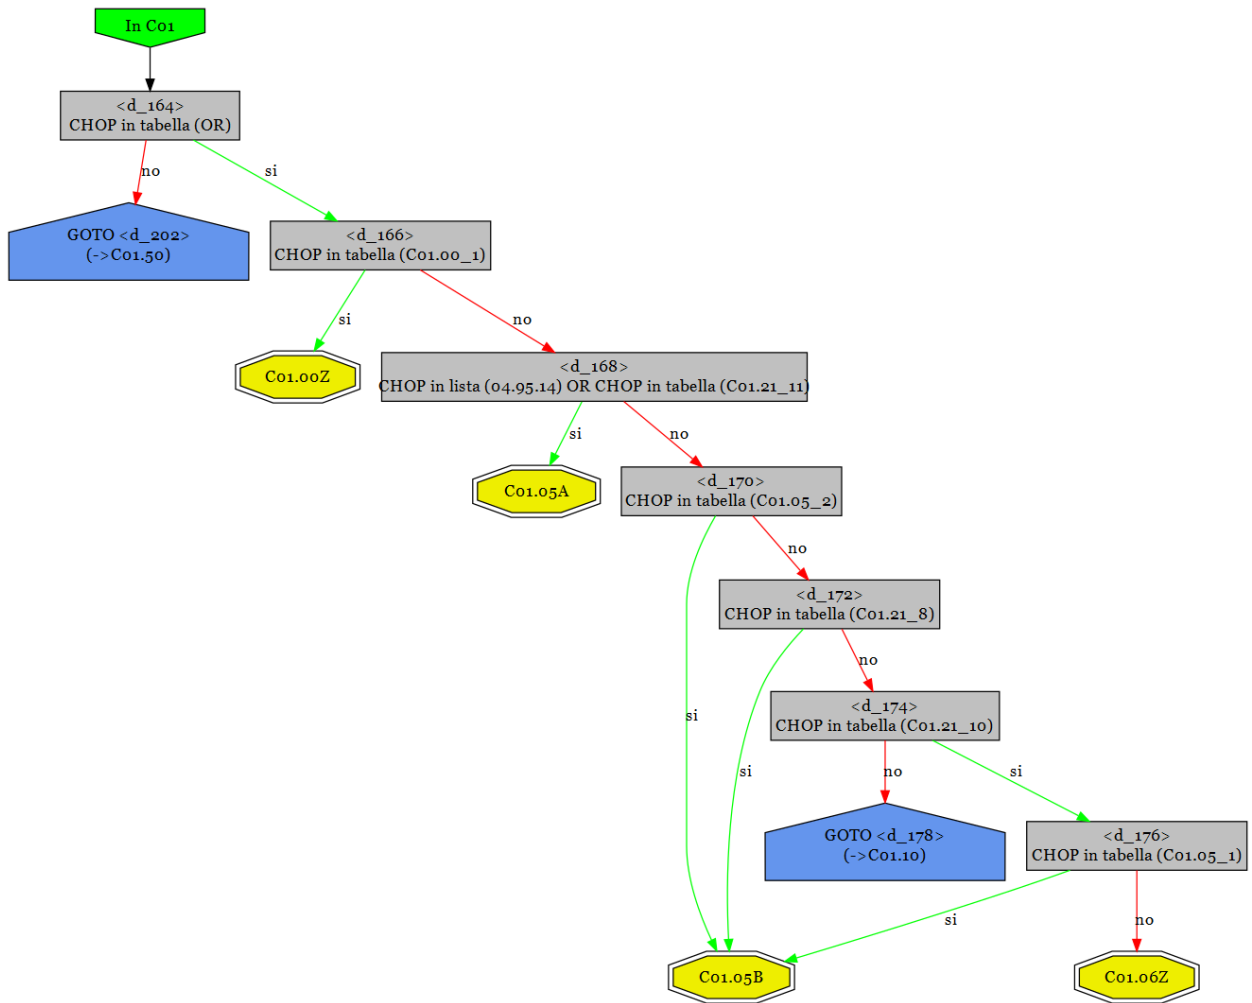 In C01
<d_164>
CHOP in tabella (OR)
no
si
GOTO <d_202>
(->C01.50)
<d_166>
CHOP in tabella (C01.00_1)
si
no
C01.00Z
<d_168>
CHOP in lista (04.95.14) OR CHOP in tabella (C01.21_11)
si
no
C01.05A
<d_170>
CHOP in tabella (C01.05_2)
no
<d_172>
CHOP in tabella (C01.21_8)
no
<d_174>
CHOP in tabella (C01.21_10)
si
si
no
si
GOTO <d_178>
(->C01.10)
<d_176>
CHOP in tabella (C01.05_1)
si
no
C01.05B
C01.06Z